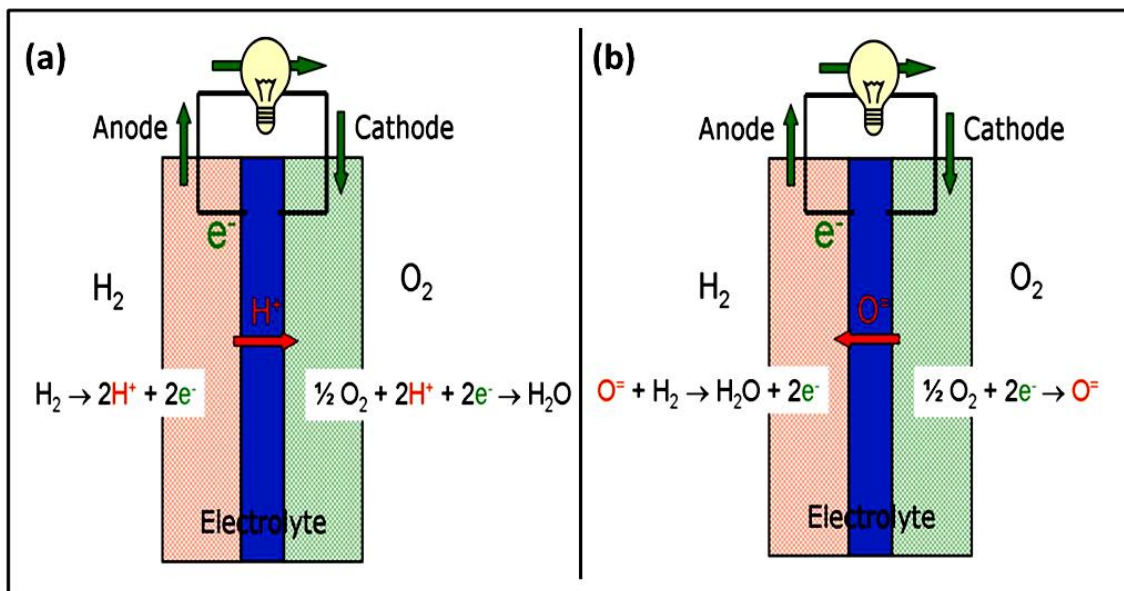 (a)
Anode
Cathode
e⁻
H₂
O₂
H⁺
H₂ → 2H⁺ + 2e⁻
½ O₂ + 2H⁺ + 2e⁻ → H₂O
Electrolyte
(b)
Anode
Cathode
e⁻
H₂
O₂
O⁼
O⁼ + H₂ → H₂O + 2e⁻
½ O₂ + 2e⁻ → O⁼
Electrolyte